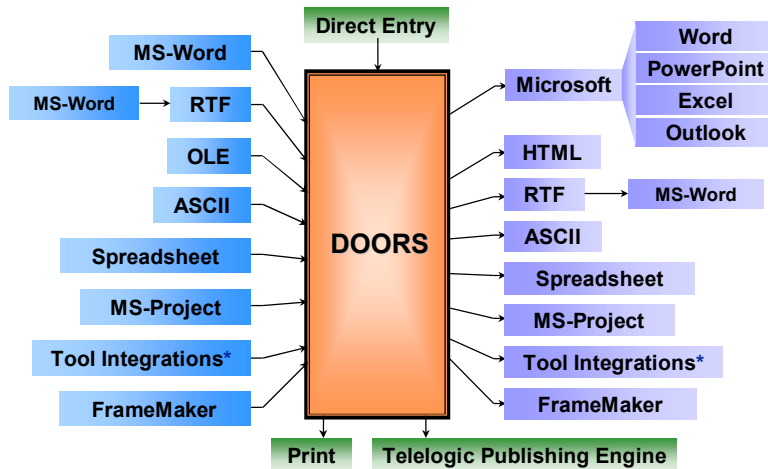 Direct Entry
MS-Word
MS-Word
RTF
OLE
ASCII
Spreadsheet
MS-Project
Tool Integrations*
FrameMaker
DOORS
Microsoft
Word
PowerPoint
Excel
Outlook
HTML
RTF
MS-Word
ASCII
Spreadsheet
MS-Project
Tool Integrations*
FrameMaker
Print
Telelogic Publishing Engine